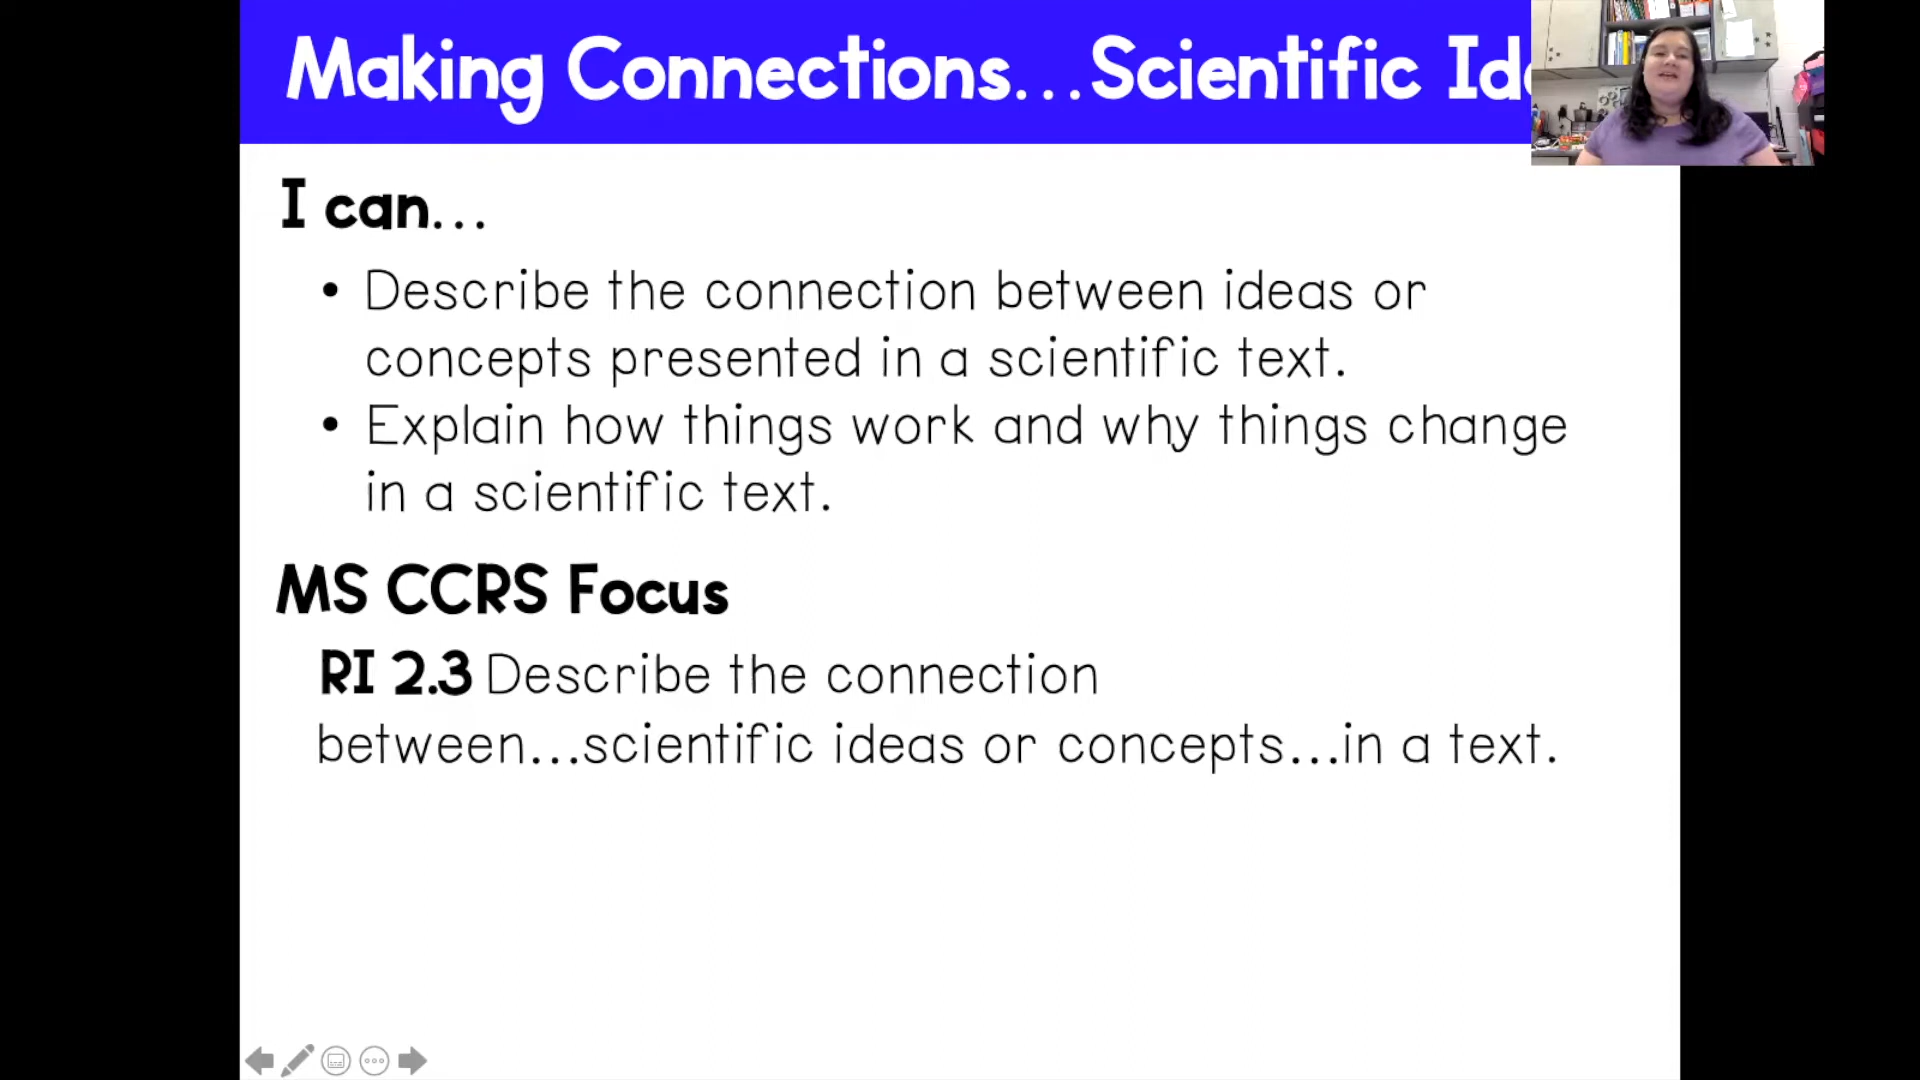 Making Connections...Scientific Id
I can...
• Describe the connection between ideas or
concepts presented in a scientific text.
• Explain how things work and why things change
in a scientific text.
MS CCRS Focus
RI 2.3 Describe the connection
between...scientific ideas or concepts...in a text.